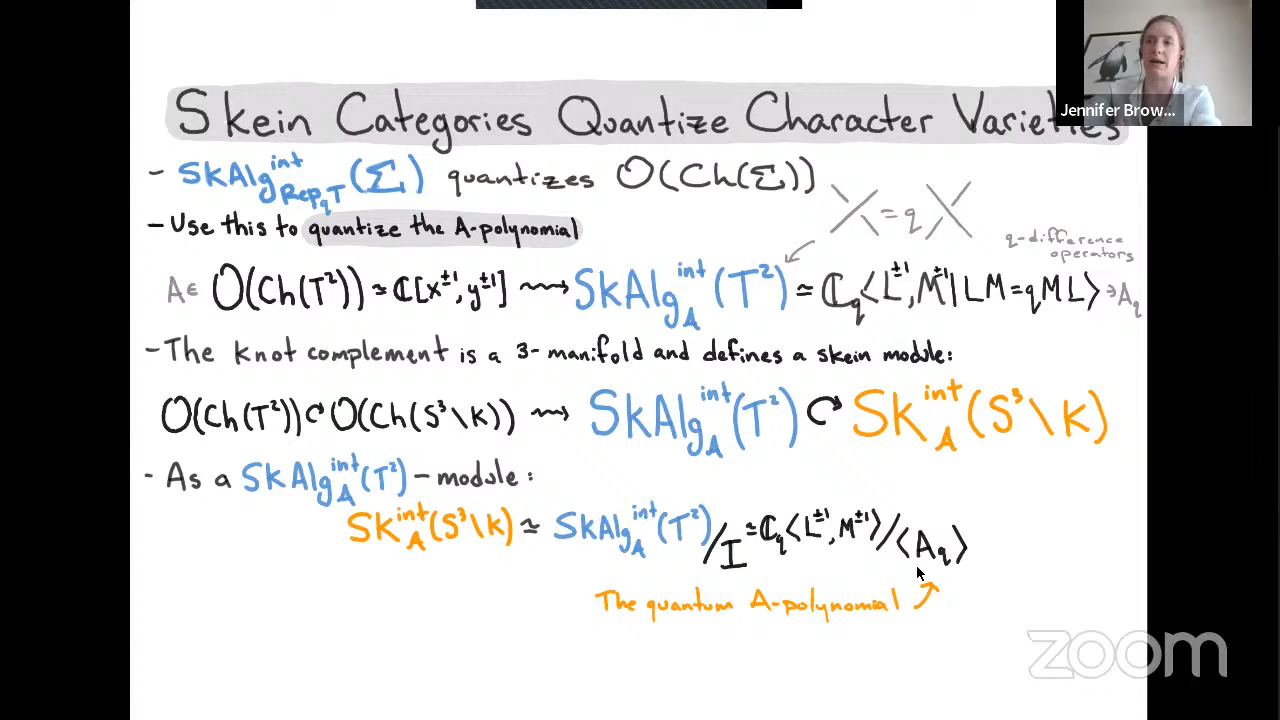 Skein Categories Quantize Character Varieties
Jennifer Brow...
- SkAlg^int_{Rep_q T}(Σ) quantizes O(Ch(Σ))
= q
- Use this to quantize the A-polynomial
q-difference
operators
A∈ O(Ch(T²)) ≃ ℂ[x^{±1}, y^{±1}] ⟿ SkAlg^int_A(T²) ≃ ℂ_q⟨L^{±1}, M^{±1} | LM = qML⟩ ∋ A_q
- The knot complement is a 3-manifold and defines a skein module:
O(Ch(T²)) ↻ O(Ch(S³\K)) ⟿ SkAlg^int_A(T²) ↻ Sk^int_A(S³\K)
- As a SkAlg^int_A(T²) - module:
Sk^int_A(S³\K) ≃ SkAlg^int_A(T²)/I ≃ ℂ_q⟨L^{±1}, M^{±1}⟩/⟨A_q⟩
The quantum A-polynomial
zoom